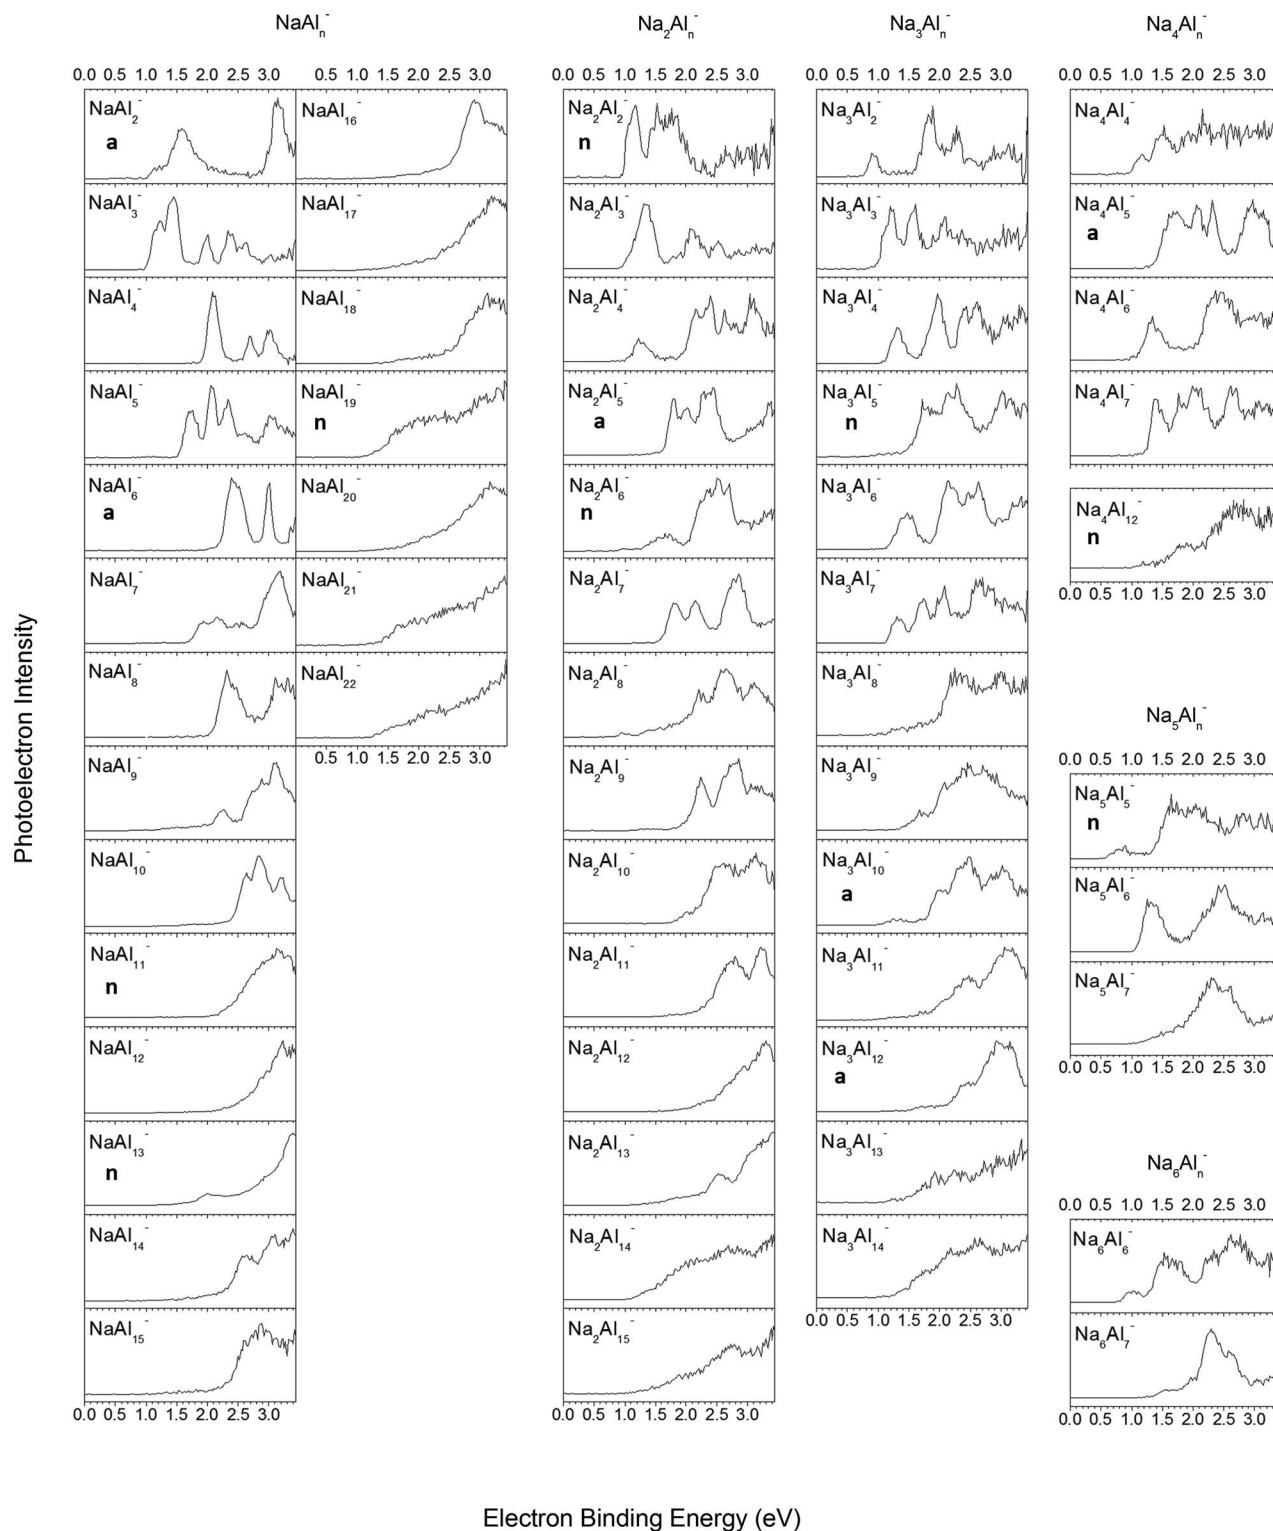 NaAl₍n₎⁻ Na₂Al₍n₎⁻ Na₃Al₍n₎⁻ Na₄Al₍n₎⁻
0.0 0.5 1.0 1.5 2.0 2.5 3.0 0.5 1.0 1.5 2.0 2.5 3.0 0.0 0.5 1.0 1.5 2.0 2.5 3.0 0.0 0.5 1.0 1.5 2.0 2.5 3.0 0.0 0.5 1.0 1.5 2.0 2.5 3.0
NaAl₂⁻ NaAl₁₆⁻ Na₂Al₂⁻ Na₃Al₂⁻ Na₄Al₄⁻
a n
NaAl₃⁻ NaAl₁₇⁻ Na₂Al₃⁻ Na₃Al₃⁻ Na₄Al₅⁻
a
NaAl₄⁻ NaAl₁₈⁻ Na₂Al₄⁻ Na₃Al₄⁻ Na₄Al₆⁻
NaAl₅⁻ NaAl₁₉⁻ Na₂Al₅⁻ Na₃Al₅⁻ Na₄Al₇⁻
n a n
NaAl₆⁻ NaAl₂₀⁻ Na₂Al₆⁻ Na₃Al₆⁻ Na₄Al₁₂⁻
a n n
NaAl₇⁻ NaAl₂₁⁻ Na₂Al₇⁻ Na₃Al₇⁻
0.0 0.5 1.0 1.5 2.0 2.5 3.0
NaAl₈⁻ NaAl₂₂⁻ Na₂Al₈⁻ Na₃Al₈⁻
Na₅Al₍n₎⁻
0.5 1.0 1.5 2.0 2.5 3.0 0.0 0.5 1.0 1.5 2.0 2.5 3.0
NaAl₉⁻ Na₂Al₉⁻ Na₃Al₉⁻ Na₅Al₅⁻
n
NaAl₁₀⁻ Na₂Al₁₀⁻ Na₃Al₁₀⁻ Na₅Al₆⁻
a
NaAl₁₁⁻ Na₂Al₁₁⁻ Na₃Al₁₁⁻ Na₅Al₇⁻
n
NaAl₁₂⁻ Na₂Al₁₂⁻ Na₃Al₁₂⁻
a
0.0 0.5 1.0 1.5 2.0 2.5 3.0
NaAl₁₃⁻ Na₂Al₁₃⁻ Na₃Al₁₃⁻
n
Na₆Al₍n₎⁻
0.0 0.5 1.0 1.5 2.0 2.5 3.0
NaAl₁₄⁻ Na₂Al₁₄⁻ Na₃Al₁₄⁻ Na₆Al₆⁻
0.0 0.5 1.0 1.5 2.0 2.5 3.0
NaAl₁₅⁻ Na₂Al₁₅⁻ Na₆Al₇⁻
0.0 0.5 1.0 1.5 2.0 2.5 3.0 0.0 0.5 1.0 1.5 2.0 2.5 3.0 0.0 0.5 1.0 1.5 2.0 2.5 3.0
Photoelectron Intensity
Electron Binding Energy (eV)